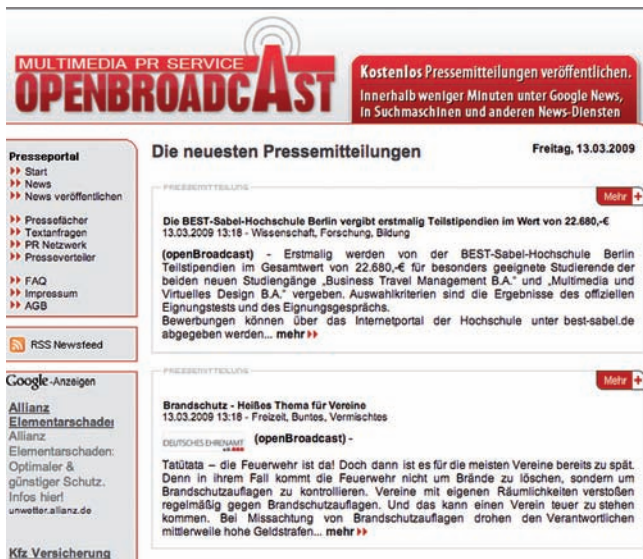 MULTIMEDIA PR SERVICE
OPENBROADCAST
Kostenlos Pressemitteilungen veröffentlichen.
Innerhalb weniger Minuten unter Google News,
in Suchmaschinen und anderen News-Diensten
Presseportal
Start
News
News veröffentlichen
Pressefächer
Textanfragen
PR Netzwerk
Presseverteiler
FAQ
Impressum
AGB
RSS Newsfeed
Google-Anzeigen
Allianz
Elementarschaden
Allianz
Elementarschaden:
Optimaler &
günstiger Schutz.
Infos hier!
unwetter.allianz.de
Kfz Versicherung
Die neuesten Pressemitteilungen
Freitag, 13.03.2009
PRESSEMITTEILUNG
Mehr +
Die BEST-Sabel-Hochschule Berlin vergibt erstmalig Teilstipendien im Wert von 22.680,-€
13.03.2009 13:18 - Wissenschaft, Forschung, Bildung
(openBroadcast) - Erstmalig werden von der BEST-Sabel-Hochschule Berlin
Teilstipendien im Gesamtwert von 22.680,-€ für besonders geeignete Studierende der
beiden neuen Studiengänge „Business Travel Management B.A." und „Multimedia und
Virtuelles Design B.A." vergeben. Auswahlkriterien sind die Ergebnisse des offiziellen
Eignungstests und des Eignungsgesprächs.
Bewerbungen können über das Internetportal der Hochschule unter best-sabel.de
abgegeben werden... mehr
PRESSEMITTEILUNG
Mehr +
Brandschutz - Heißes Thema für Vereine
13.03.2009 13:18 - Freizeit, Buntes, Vermischtes
DEUTSCHES EHRENAMT
(openBroadcast) -
Tatütata – die Feuerwehr ist da! Doch dann ist es für die meisten Vereine bereits zu spät.
Denn in ihrem Fall kommt die Feuerwehr nicht um Brände zu löschen, sondern um
Brandschutzauflagen zu kontrollieren. Vereine mit eigenen Räumlichkeiten verstoßen
regelmäßig gegen Brandschutzauflagen. Und das kann einen Verein teuer zu stehen
kommen. Bei Missachtung von Brandschutzauflagen drohen den Verantwortlichen
mittlerweile hohe Geldstrafen... mehr